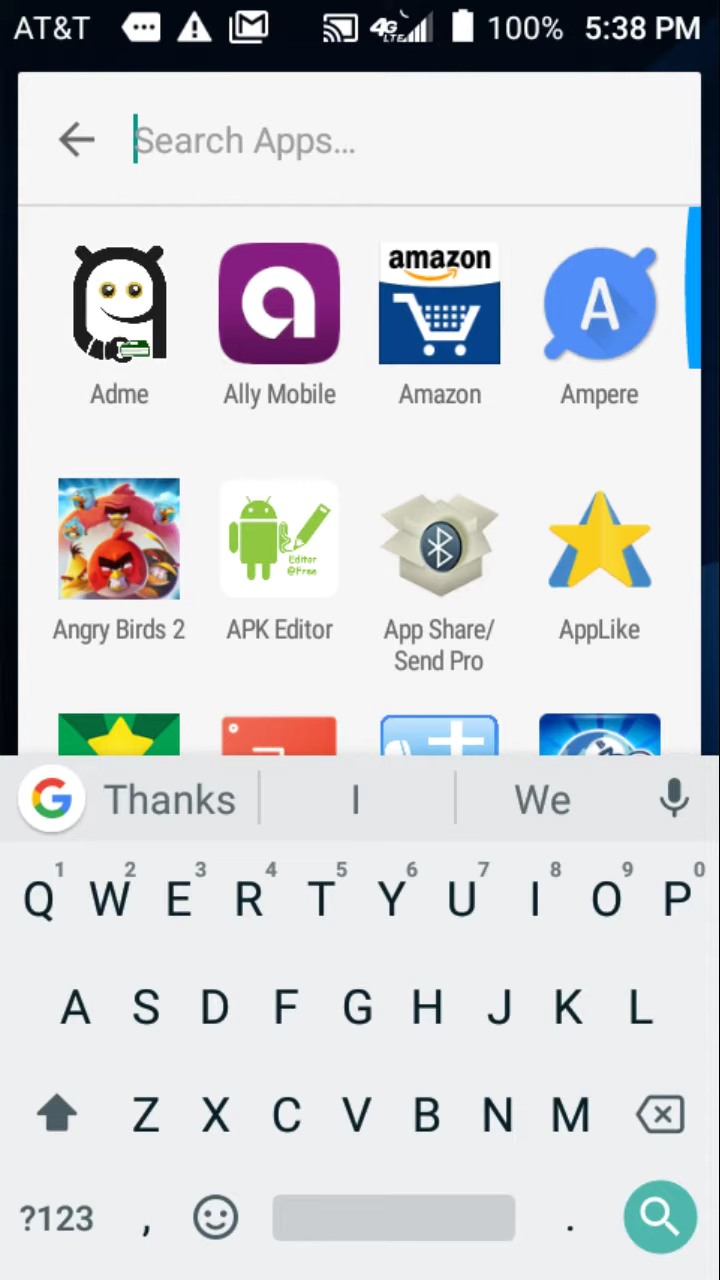 AT&T 4G LTE 100% 5:38 PM
Search Apps...
a amazon A
Adme Ally Mobile Amazon Ampere
Editor
@Free
Angry Birds 2 APK Editor App Share/ AppLike
Send Pro
G Thanks I We
1 2 3 4 5 6 7 8 9 0
Q W E R T Y U I O P
A S D F G H J K L
Z X C V B N M
?123 , .